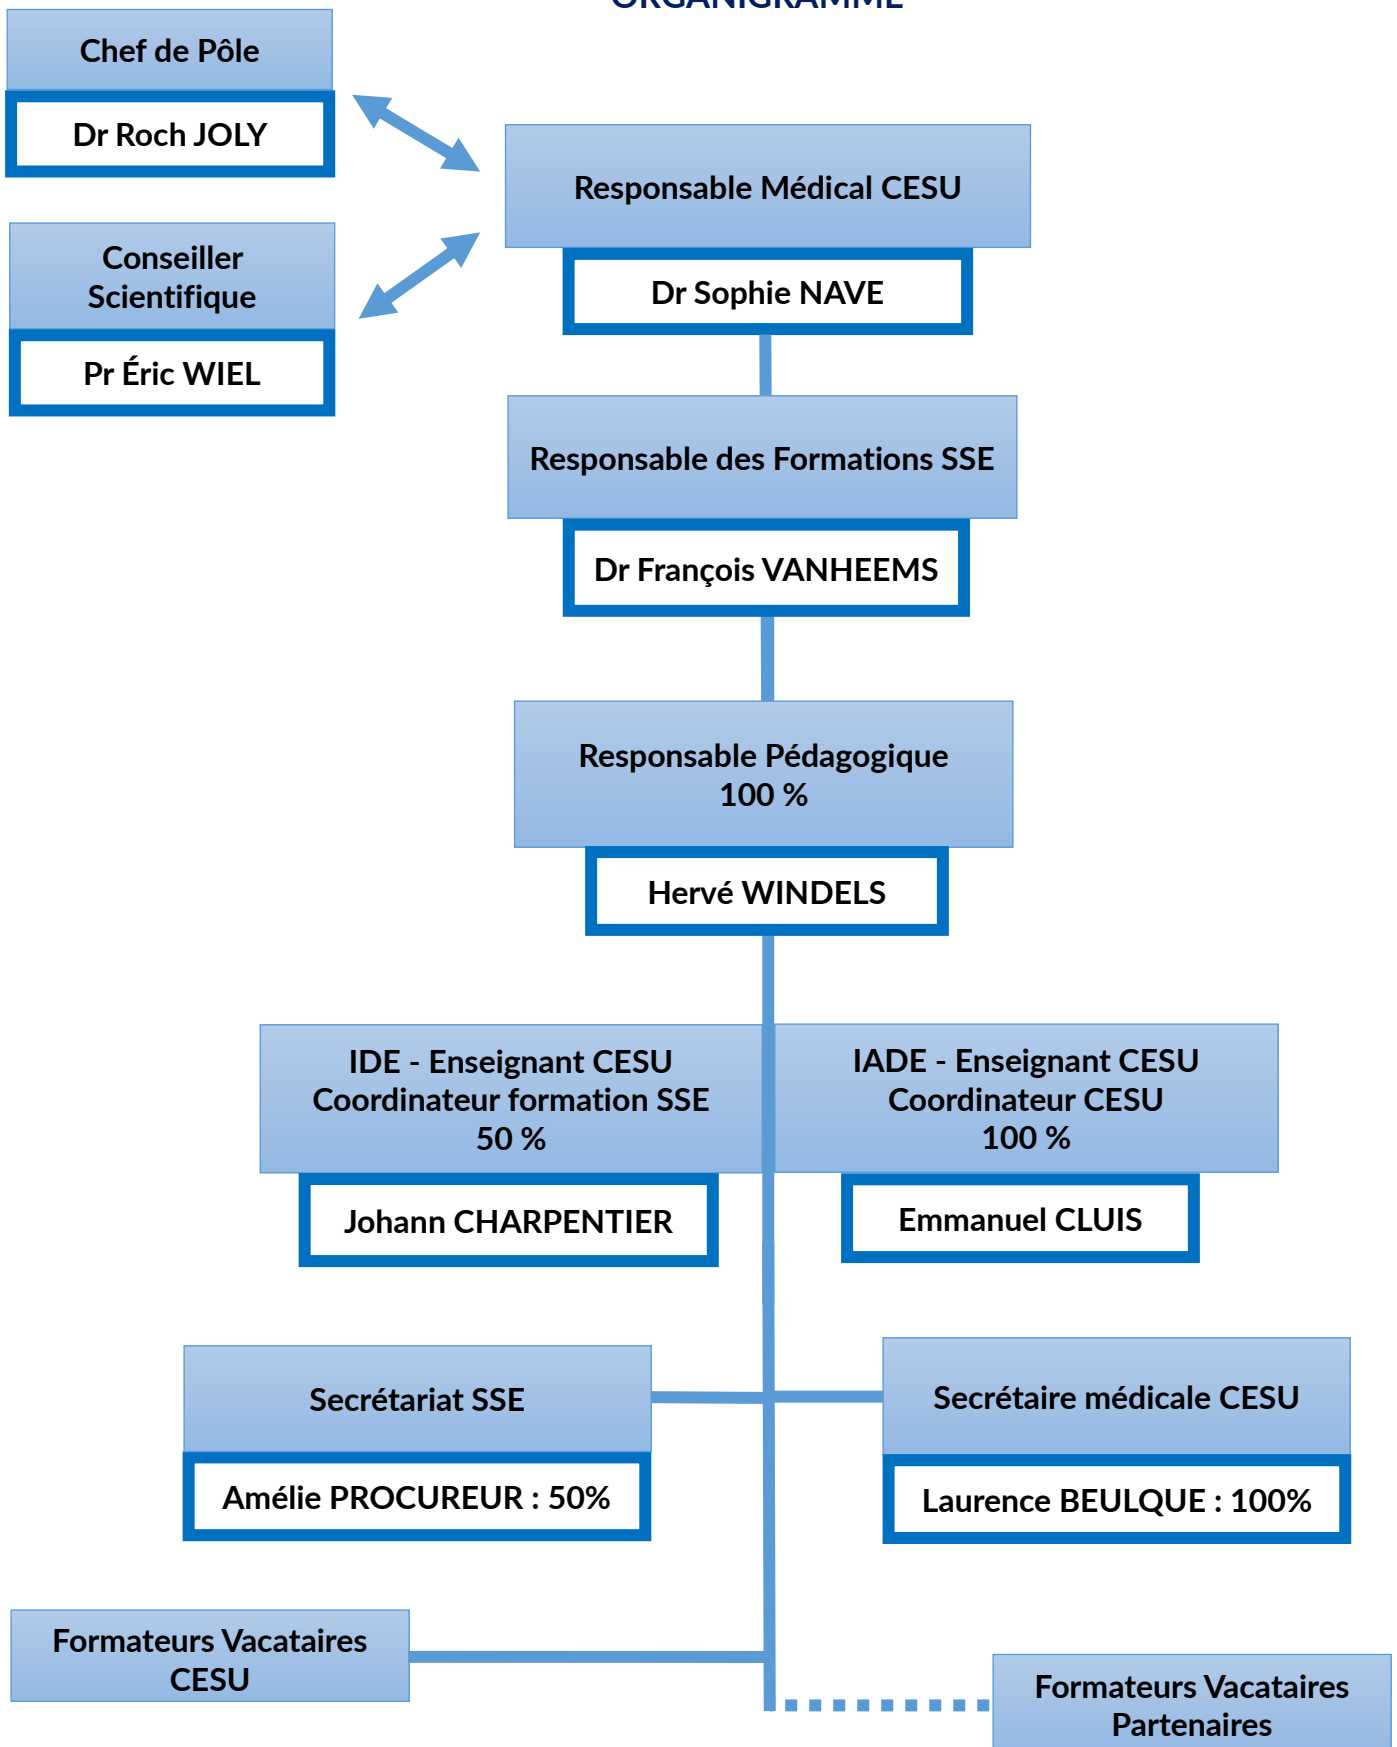 ORGANIGRAMME
Chef de Pôle
Dr Roch JOLY
Responsable Médical CESU
Dr Sophie NAVE
Conseiller
Scientifique
Pr Éric WIEL
Responsable des Formations SSE
Dr François VANHEEMS
Responsable Pédagogique
100 %
Hervé WINDELS
IDE - Enseignant CESU
Coordinateur formation SSE
50 %
Johann CHARPENTIER
IADE - Enseignant CESU
Coordinateur CESU
100 %
Emmanuel CLUIS
Secrétariat SSE
Amélie PROCUREUR : 50%
Secrétaire médicale CESU
Laurence BEULQUE : 100%
Formateurs Vacataires
CESU
Formateurs Vacataires
Partenaires